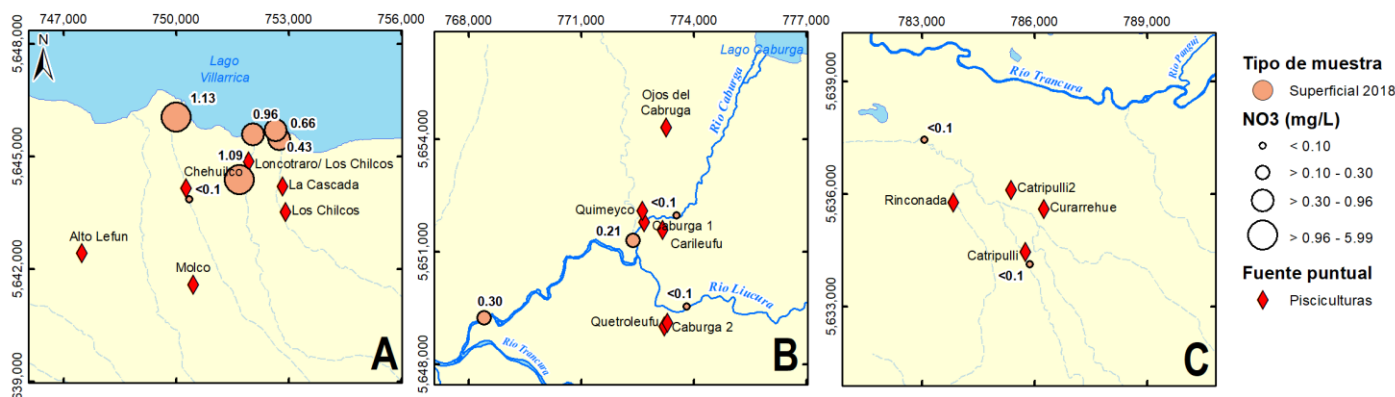 747,000 750,000 753,000 756,000
5,648,000
5,645,000
5,642,000
5,639,000
N
Lago
Villarrica
1.13
0.96
0.66
0.43
1.09
Loncotraro/ Los Chilcos
Chehuilco
<0.1
La Cascada
Los Chilcos
Alto Lefun
Molco
A
768,000 771,000 774,000 777,000
5,654,000
5,651,000
5,648,000
Lago Caburga
Rio Caburga
Ojos del
Cabruga
Quimeyco
<0.1
Caburga 1
0.21
Carileufu
0.30
<0.1
Rio Liucura
Quetroleufu
Caburga 2
Rio Trancura
B
783,000 786,000 789,000
5,639,000
5,636,000
5,633,000
Rio Trancura
Rio Pangui
<0.1
Catripulli2
Rinconada
Curarrehue
Catripulli
<0.1
C
Tipo de muestra
Superficial 2018
NO3 (mg/L)
< 0.10
> 0.10 - 0.30
> 0.30 - 0.96
> 0.96 - 5.99
Fuente puntual
Pisciculturas